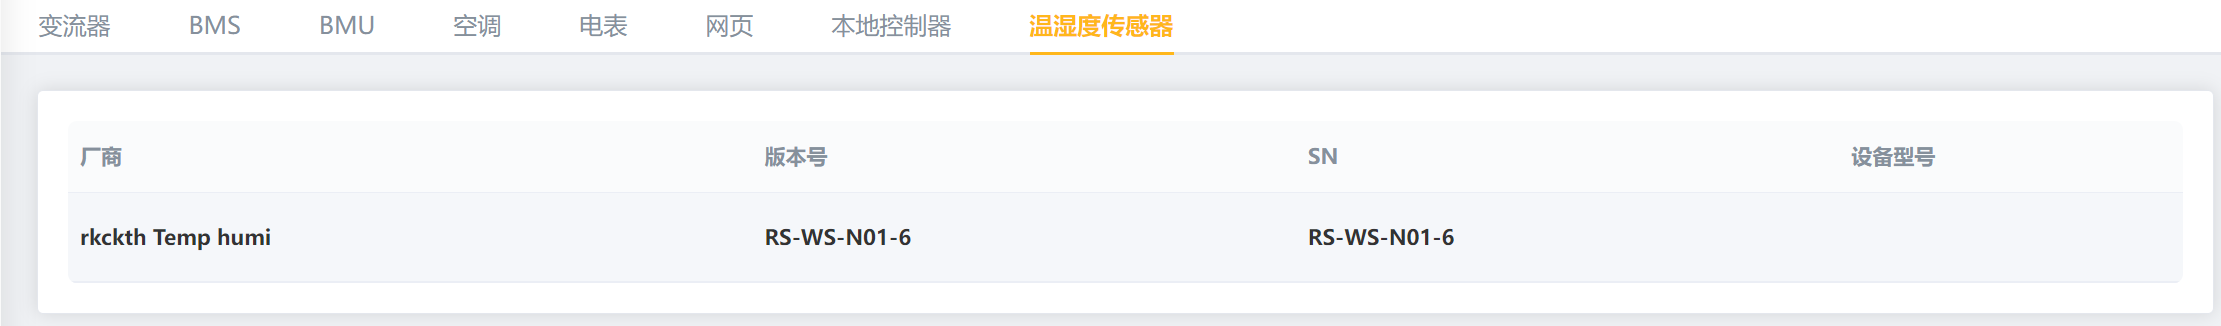 变流器 BMS BMU 空调 电表 网页 本地控制器 温湿度传感器
厂商 版本号 SN 设备型号
rkckth Temp humi RS-WS-N01-6 RS-WS-N01-6